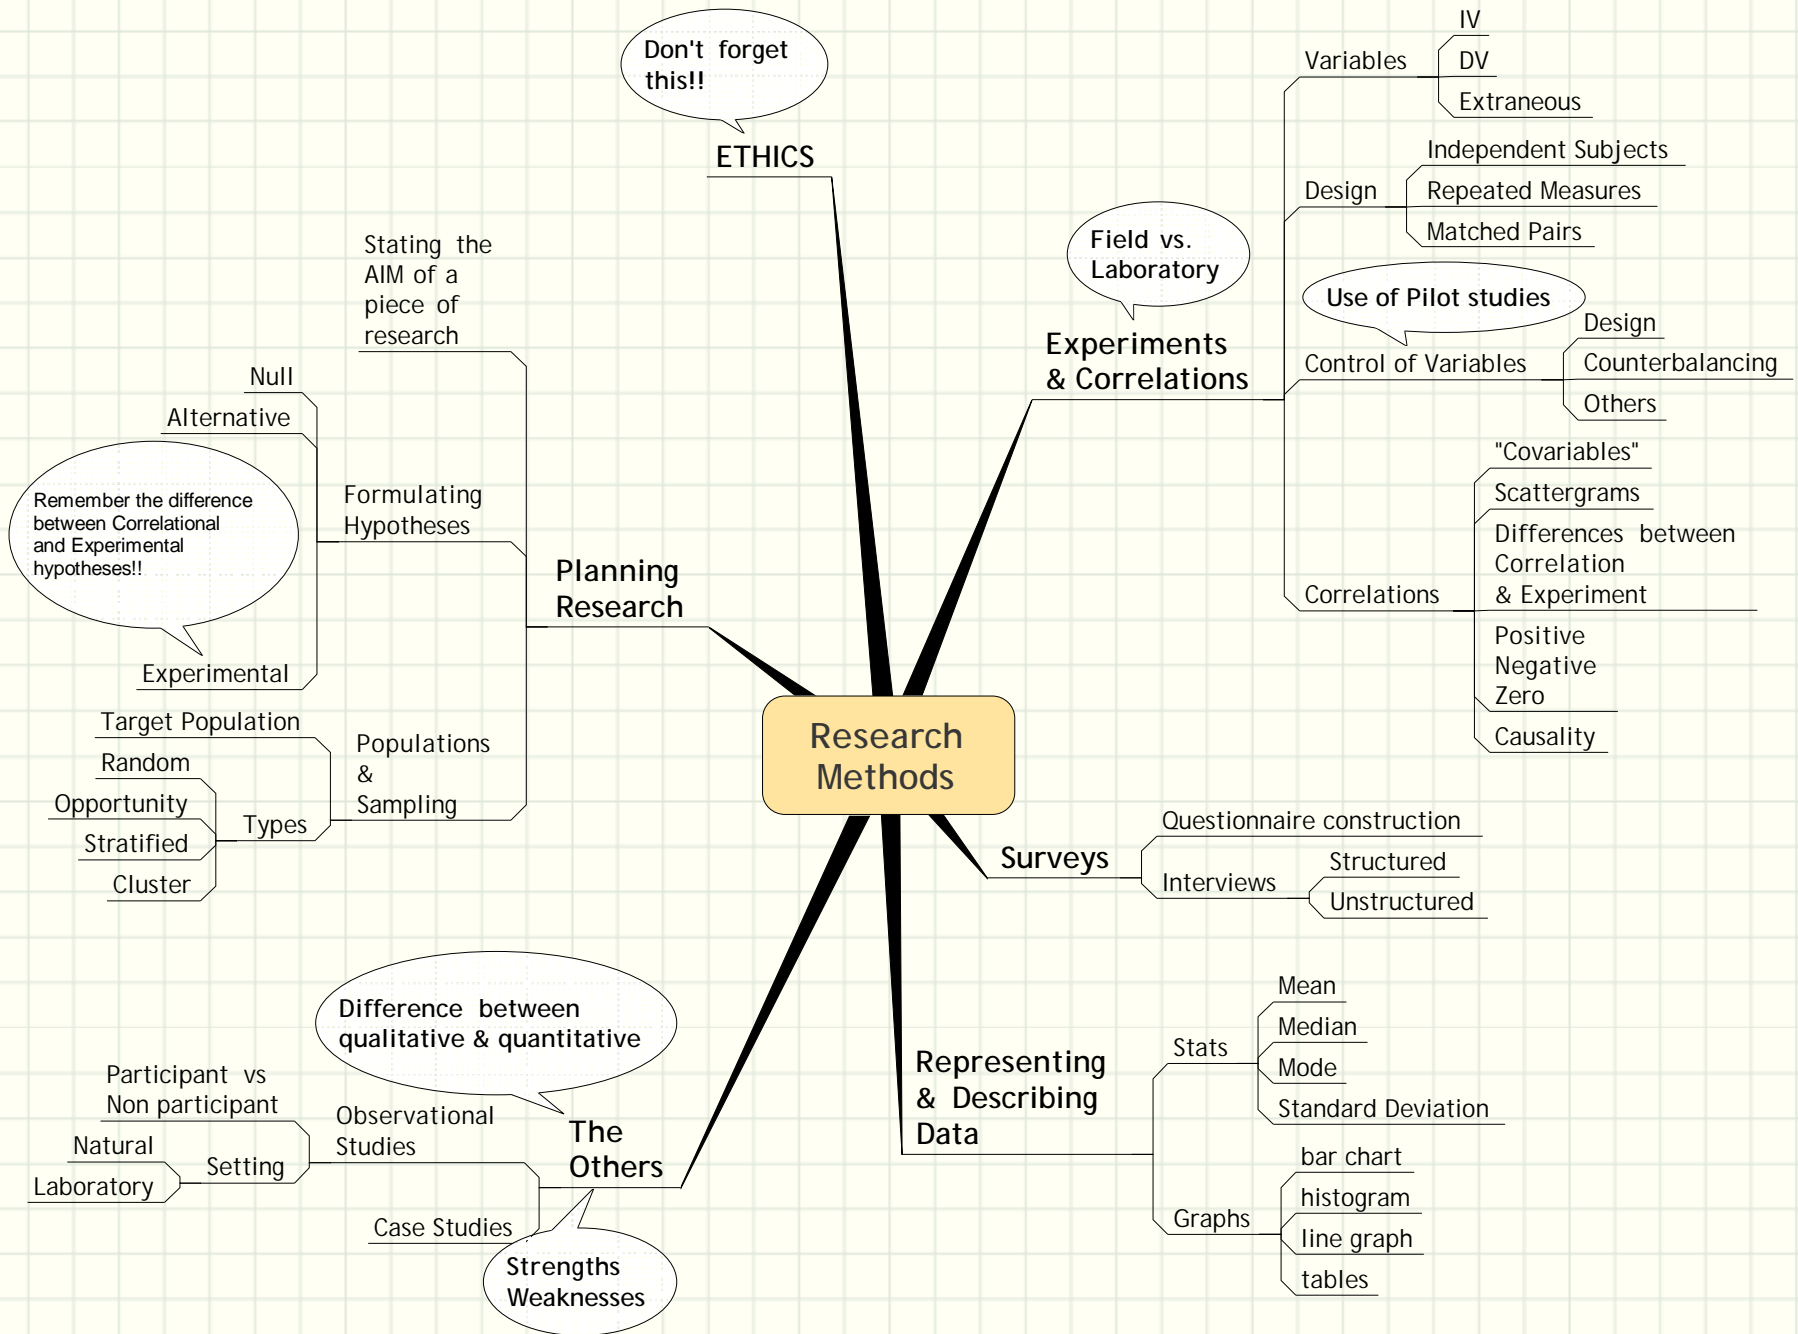 Don't forget
this!!
ETHICS
Stating the
AIM of a
piece of
research
Null
Alternative
Remember the difference
between Correlational
and Experimental
hypotheses!!
Formulating
Hypotheses
Experimental
Planning
Research
Target Population
Populations
&
Sampling
Random
Opportunity
Stratified
Cluster
Types
Research
Methods
Field vs.
Laboratory
Experiments
& Correlations
Variables
IV
DV
Extraneous
Design
Independent Subjects
Repeated Measures
Matched Pairs
Use of Pilot studies
Control of Variables
Design
Counterbalancing
Others
Correlations
"Covariables"
Scattergrams
Differences between
Correlation
& Experiment
Positive
Negative
Zero
Causality
Surveys
Questionnaire construction
Interviews
Structured
Unstructured
Representing
& Describing
Data
Stats
Mean
Median
Mode
Standard Deviation
Graphs
bar chart
histogram
line graph
tables
Difference between
qualitative & quantitative
The
Others
Observational
Studies
Participant vs
Non participant
Setting
Natural
Laboratory
Case Studies
Strengths
Weaknesses